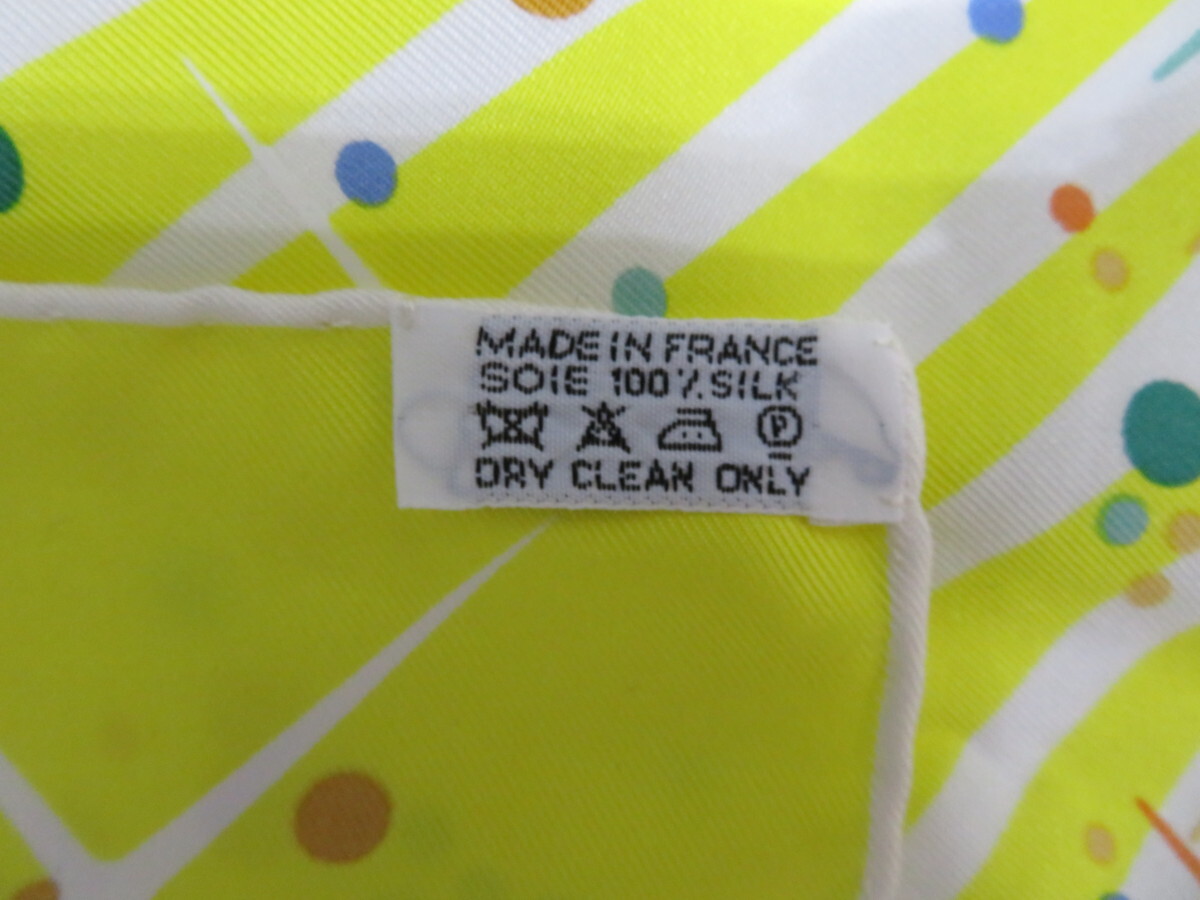 MADE IN FRANCE
SOIE 100% SILK
P
DRY CLEAN ONLY